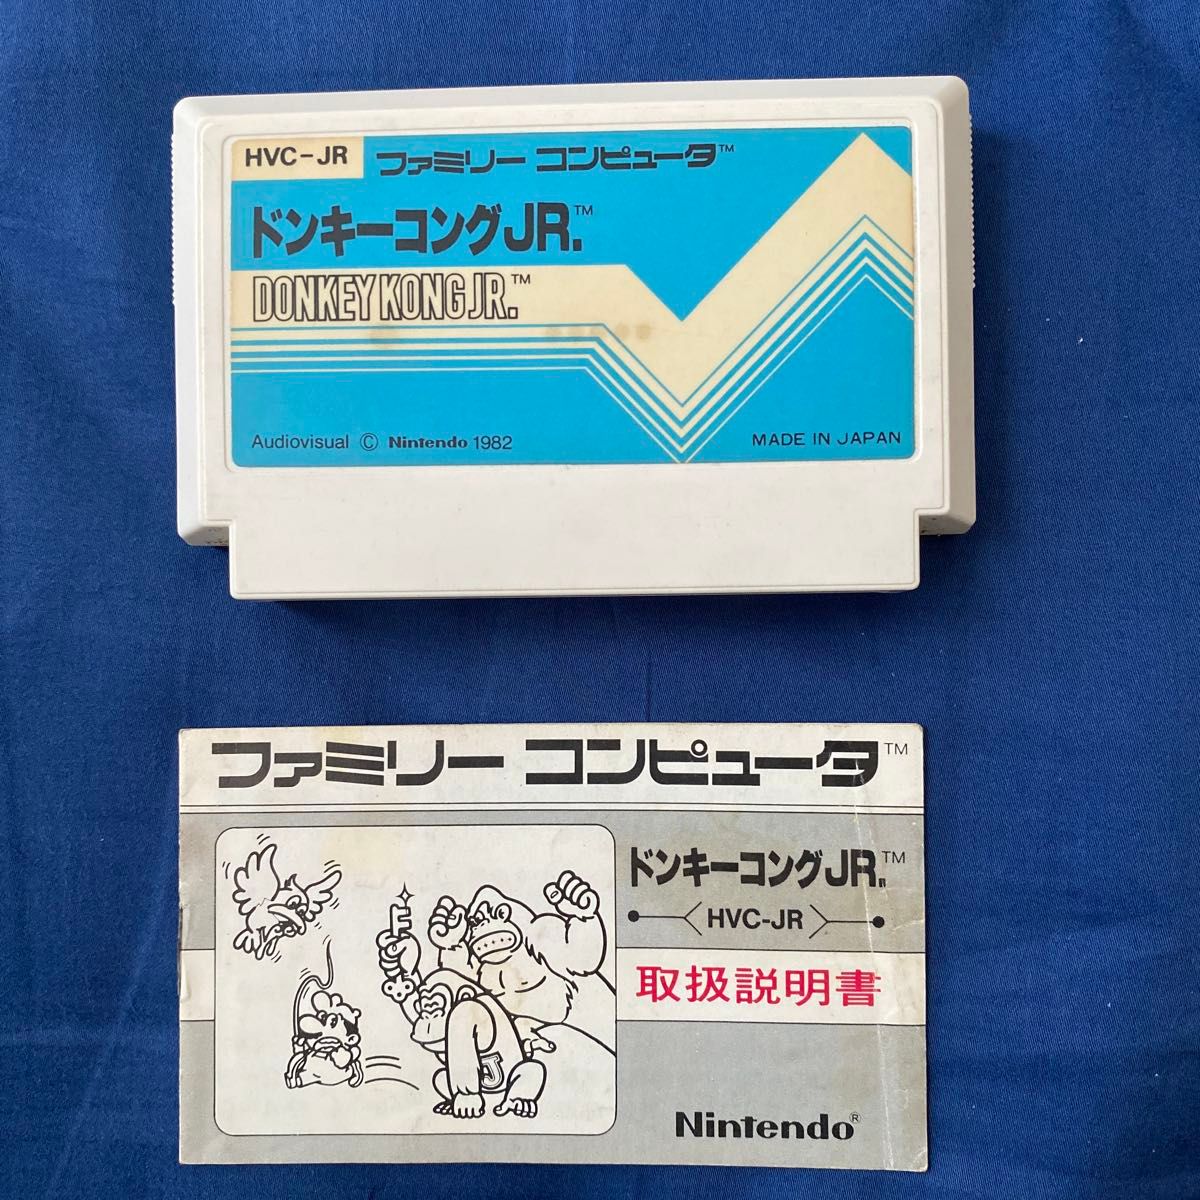 HVC-JR ファミリー コンピュータ™
ドンキーコングJR.™
DONKEY KONG JR.™
Audiovisual © Nintendo 1982
MADE IN JAPAN
ファミリー コンピュータ™
ドンキーコングJR.™
HVC-JR
取扱説明書
J
Nintendo®